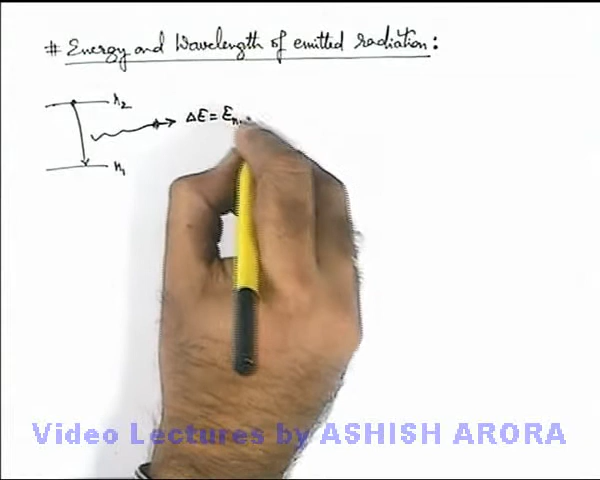 # Energy and Wavelength of emitted radiation:
n₂
ΔE = Eₙ
n₁
Video Lectures by ASHISH ARORA